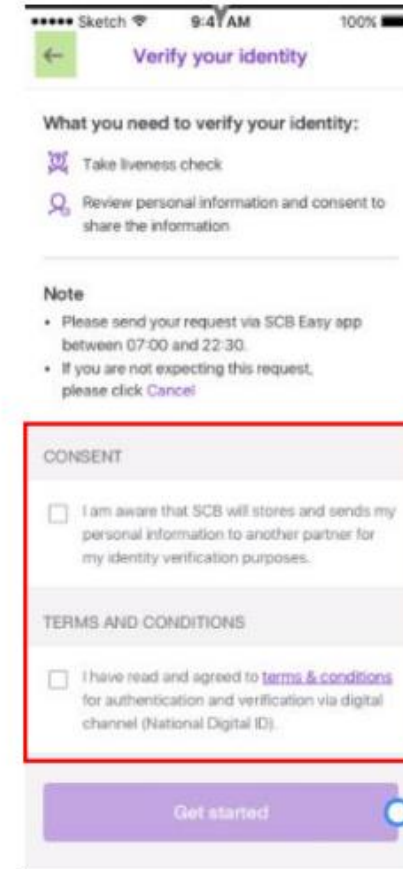 Sketch 9:41 AM 100%
Verify your identity
What you need to verify your identity:
Take liveness check
Review personal information and consent to
share the information
Note
• Please send your request via SCB Easy app
between 07:00 and 22:30.
• If you are not expecting this request,
please click Cancel
CONSENT
I am aware that SCB will stores and sends my
personal information to another partner for
my identity verification purposes.
TERMS AND CONDITIONS
I have read and agreed to terms & conditions
for authentication and verification via digital
channel (National Digital ID).
Get started